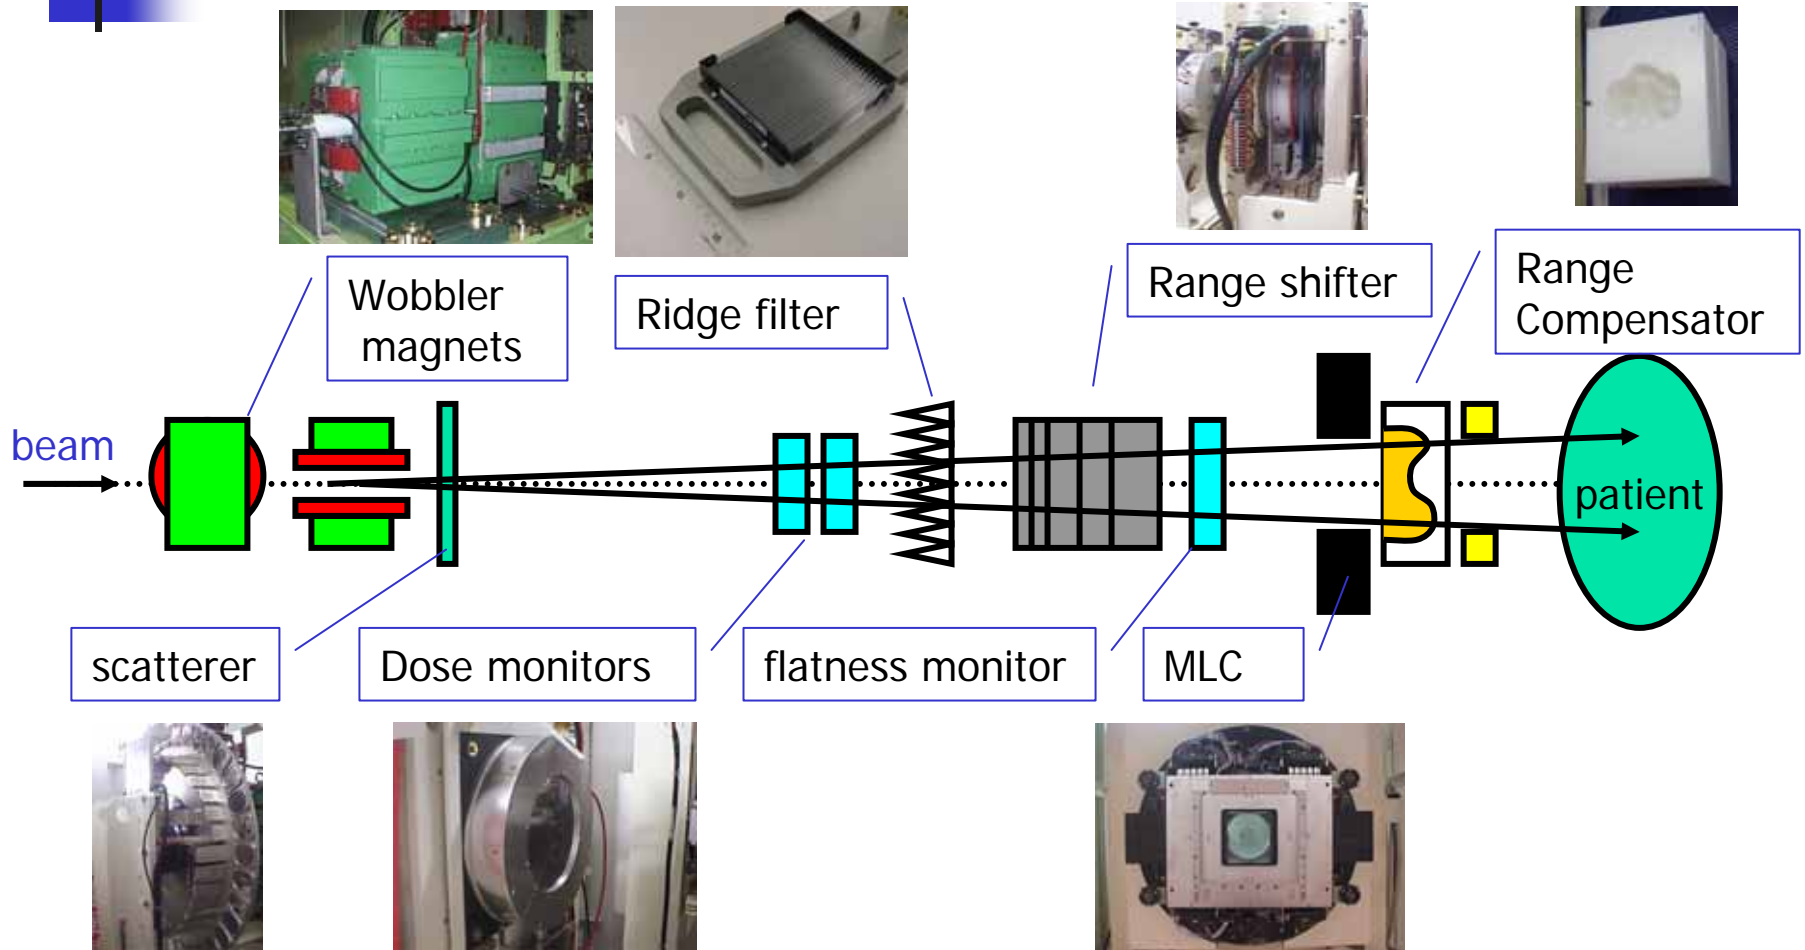 Wobbler
magnets
Ridge filter
Range shifter
Range
Compensator
beam
patient
scatterer
Dose monitors
flatness monitor
MLC